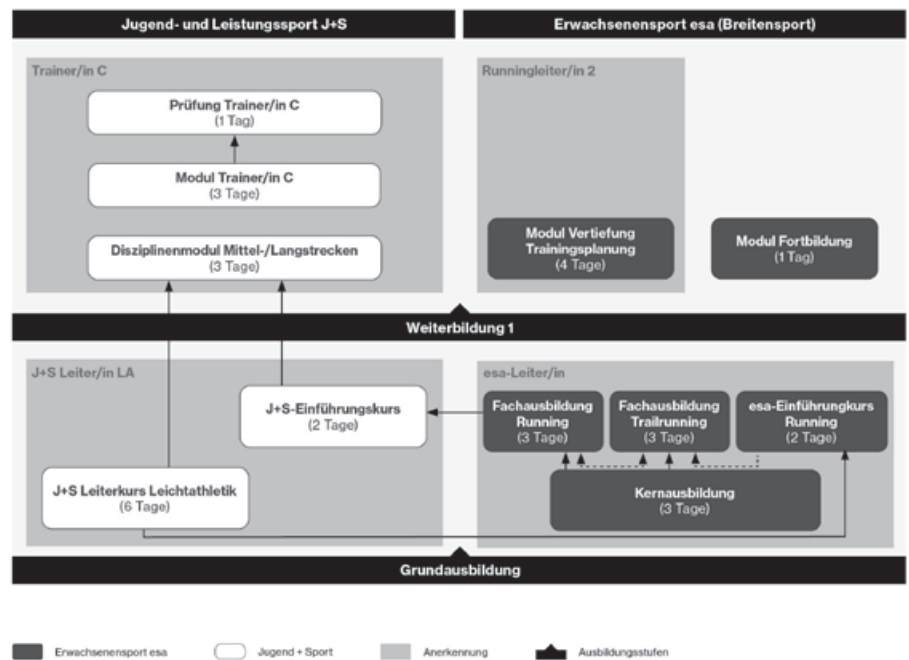 Jugend- und Leistungssport J+S
Erwachsenensport esa (Breitensport)
Trainer/in C
Prüfung Trainer/in C
(1 Tag)
Modul Trainer/in C
(3 Tage)
Disziplinenmodul Mittel-/Langstrecken
(3 Tage)
Runningleiter/in 2
Modul Vertiefung
Trainingsplanung
(4 Tage)
Modul Fortbildung
(1 Tag)
Weiterbildung 1
J+S Leiter/in LA
J+S-Einführungskurs
(2 Tage)
J+S Leiterkurs Leichtathletik
(6 Tage)
esa-Leiter/in
Fachausbildung
Running
(3 Tage)
Fachausbildung
Trailrunning
(3 Tage)
esa-Einführungkurs
Running
(2 Tage)
Kernausbildung
(3 Tage)
Grundausbildung
Erwachsenensport esa
Jugend + Sport
Anerkennung
Ausbildungsstufen